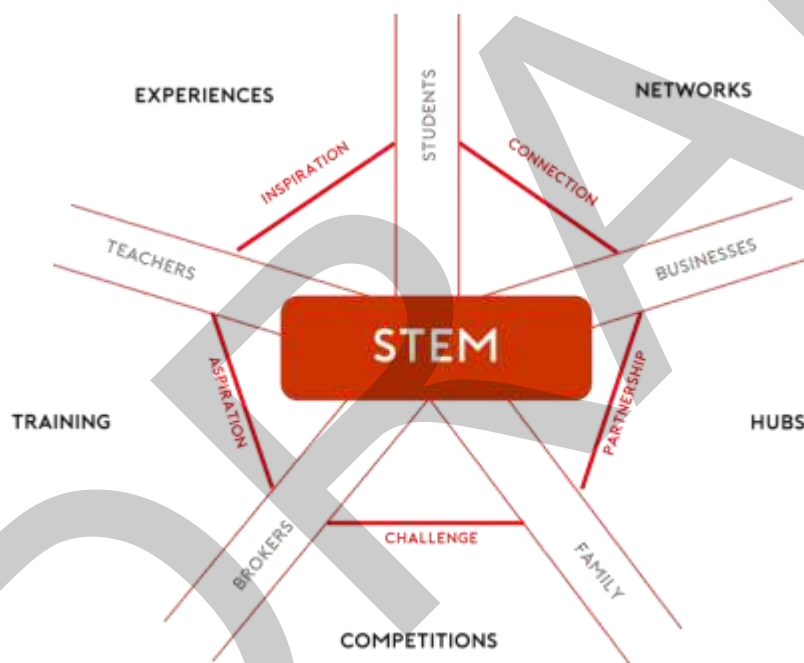 EXPERIENCES
NETWORKS
STUDENTS
INSPIRATION
CONNECTION
TEACHERS
BUSINESSES
STEM
ASPIRATION
PARTNERSHIP
TRAINING
HUBS
BROKERS
CHALLENGE
FAMILY
COMPETITIONS